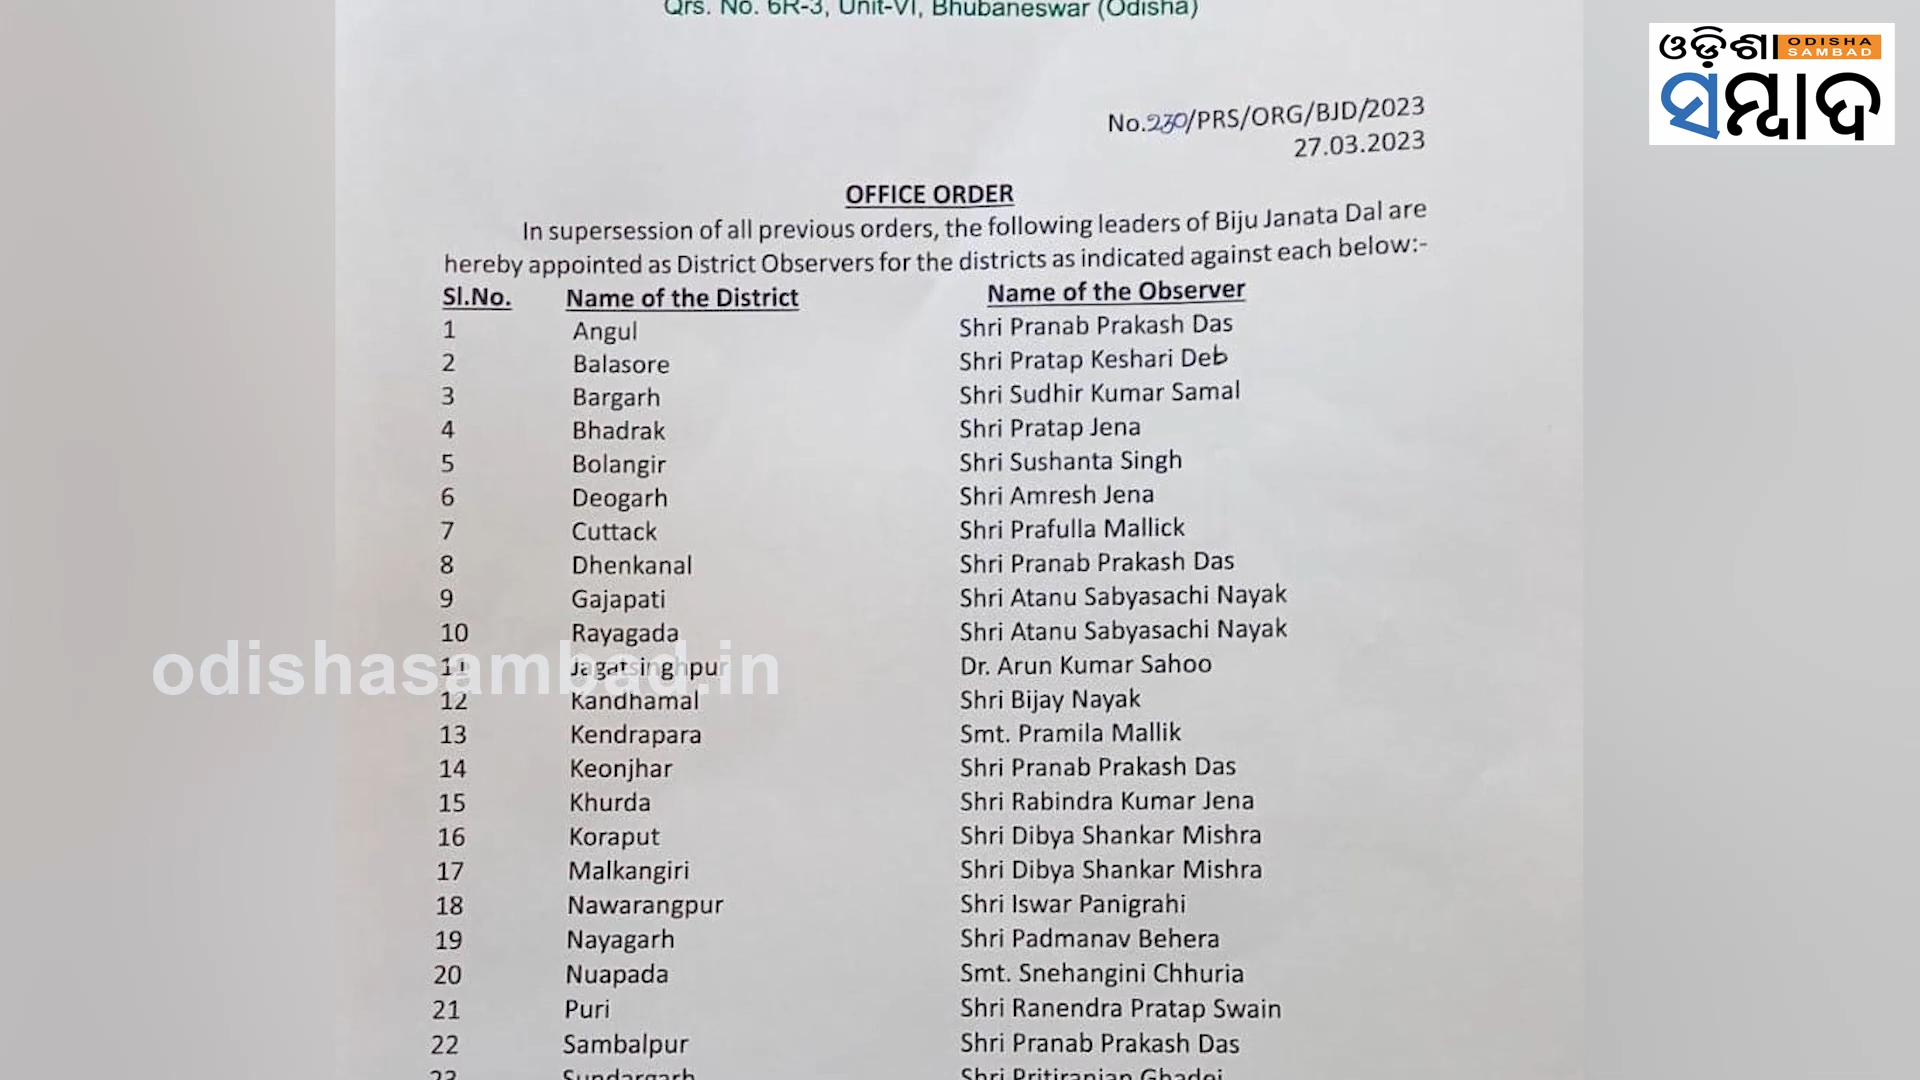 Qrs. No. 6R-3, Unit-VI, Bhubaneswar (Odisha)
ଓଡ଼ିଶା ODISHA SAMBAD
ସମ୍ବାଦ
No.230/PRS/ORG/BJD/2023
27.03.2023
OFFICE ORDER
In supersession of all previous orders, the following leaders of Biju Janata Dal are
hereby appointed as District Observers for the districts as indicated against each below:-
Sl.No. Name of the District Name of the Observer
1 Angul Shri Pranab Prakash Das
2 Balasore Shri Pratap Keshari Deb
3 Bargarh Shri Sudhir Kumar Samal
4 Bhadrak Shri Pratap Jena
5 Bolangir Shri Sushanta Singh
6 Deogarh Shri Amresh Jena
7 Cuttack Shri Prafulla Mallick
8 Dhenkanal Shri Pranab Prakash Das
9 Gajapati Shri Atanu Sabyasachi Nayak
10 Rayagada Shri Atanu Sabyasachi Nayak
odishasambad.in
11 Jagatsinghpur Dr. Arun Kumar Sahoo
12 Kandhamal Shri Bijay Nayak
13 Kendrapara Smt. Pramila Mallik
14 Keonjhar Shri Pranab Prakash Das
15 Khurda Shri Rabindra Kumar Jena
16 Koraput Shri Dibya Shankar Mishra
17 Malkangiri Shri Dibya Shankar Mishra
18 Nawarangpur Shri Iswar Panigrahi
19 Nayagarh Shri Padmanav Behera
20 Nuapada Smt. Snehangini Chhuria
21 Puri Shri Ranendra Pratap Swain
22 Sambalpur Shri Pranab Prakash Das
23 Sundargarh Shri Pritiranjan Ghadei